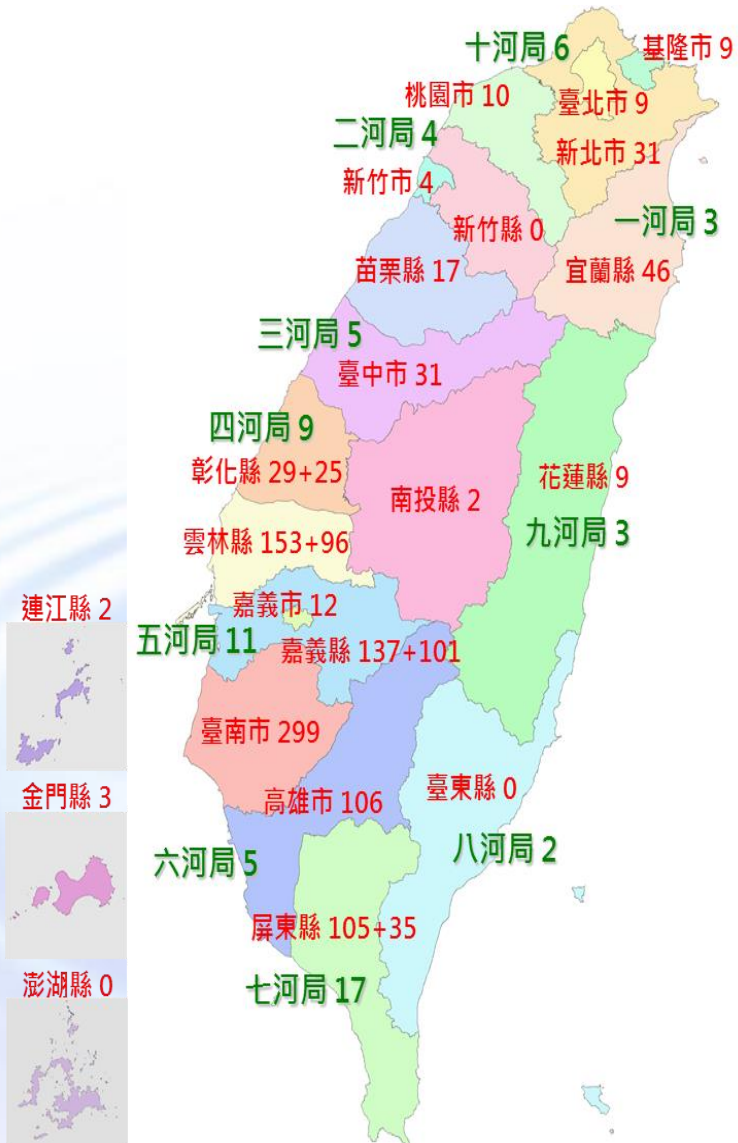 十河局 6
基隆市 9
桃園市 10
臺北市 9
二河局 4
新北市 31
新竹市 4
新竹縣 0
一河局 3
苗栗縣 17
宜蘭縣 46
三河局 5
臺中市 31
四河局 9
彰化縣 29+25
南投縣 2
花蓮縣 9
九河局 3
雲林縣 153+96
連江縣 2
嘉義市 12
五河局 11
嘉義縣 137+101
臺南市 299
金門縣 3
高雄市 106
臺東縣 0
六河局 5
八河局 2
屏東縣 105+35
澎湖縣 0
七河局 17